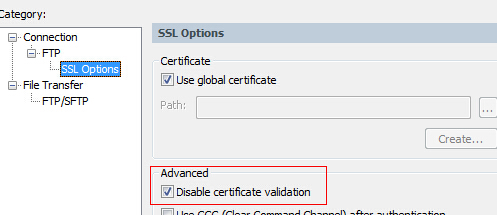 Category:
Connection
FTP
SSL Options
File Transfer
FTP/SFTP
SSL Options
Certificate
Use global certificate
Path:
...
Create...
Advanced
Disable certificate validation
Use CCC (Clear Command Channel) after authentication